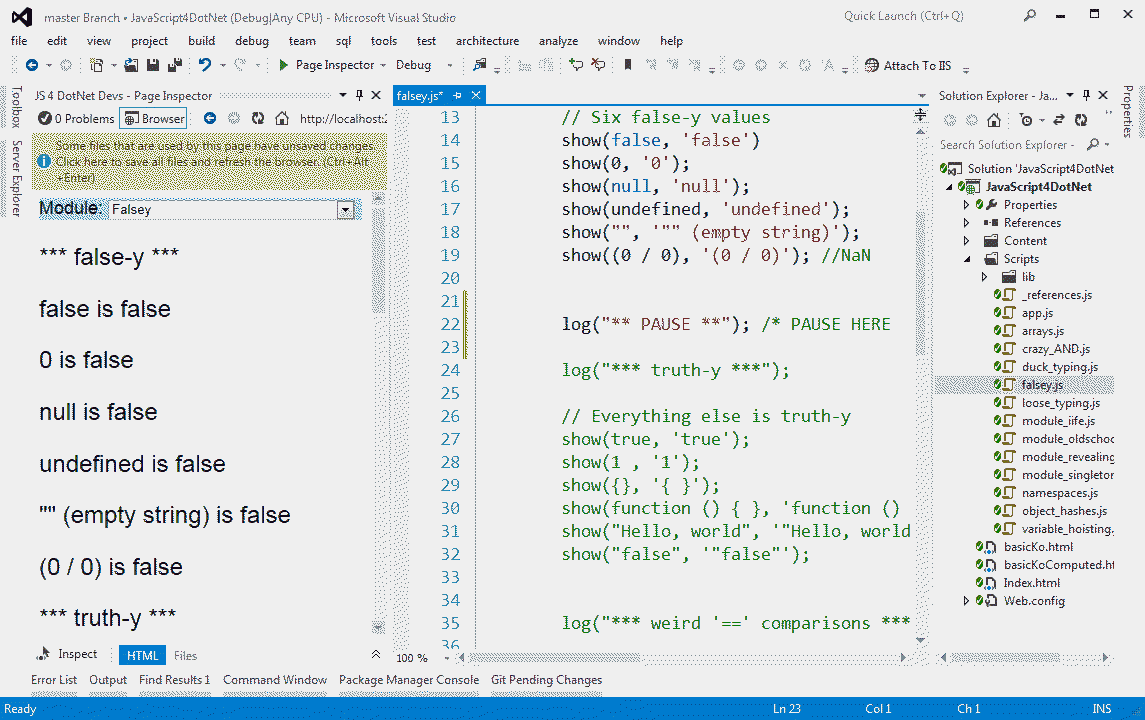 master Branch • JavaScript4DotNet (Debug|Any CPU) - Microsoft Visual Studio
Quick Launch (Ctrl+Q)
file edit view project build debug team sql tools test architecture analyze window help
Page Inspector Debug Attach To IIS
Toolbox
Server Explorer
JS 4 DotNet Devs - Page Inspector
0 Problems Browser http://localhost:2
Some files that are used by this page have unsaved changes.
Click here to save all files and refresh the browser. (Ctrl+Alt
+Enter)
Module: Falsey
*** false-y ***
false is false
0 is false
null is false
undefined is false
"" (empty string) is false
(0 / 0) is false
*** truth-y ***
Inspect HTML Files
falsey.js*
13 // Six false-y values
14 show(false, 'false')
15 show(0, '0');
16 show(null, 'null');
17 show(undefined, 'undefined');
18 show("", '"" (empty string)');
19 show((0 / 0), '(0 / 0)'); //NaN
20
21
22 log("** PAUSE **"); /* PAUSE HERE
23
24 log("*** truth-y ***");
25
26 // Everything else is truth-y
27 show(true, 'true');
28 show(1 , '1');
29 show({}, '{ }');
30 show(function () { }, 'function ()
31 show("Hello, world", '"Hello, world
32 show("false", '"false"');
33
34
35 log("*** weird '==' comparisons ***
36
100 %
Solution Explorer - Ja...
Search Solution Explorer -
Solution 'JavaScript4DotNet
JavaScript4DotNet
Properties
References
Content
Scripts
lib
_references.js
app.js
arrays.js
crazy_AND.js
duck_typing.js
falsey.js
loose_typing.js
module_iife.js
module_oldschoo
module_revealing
module_singletor
namespaces.js
object_hashes.js
variable_hoisting.
basicKo.html
basicKoComputed.ht
Index.html
Web.config
Properties
Error List Output Find Results 1 Command Window Package Manager Console Git Pending Changes
Ready Ln 23 Col 1 Ch 1 INS